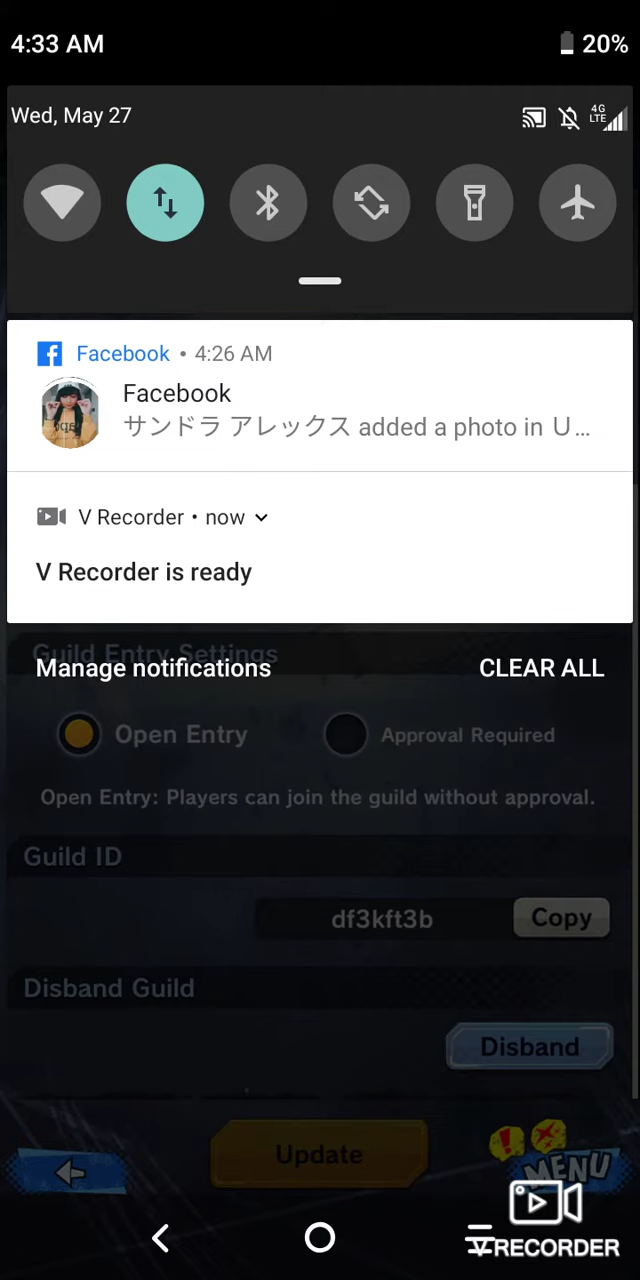 4:33 AM
20%
Wed, May 27
4G
LTE
Facebook • 4:26 AM
Facebook
サンドラ アレックス added a photo in U...
V Recorder • now
V Recorder is ready
Guild Entry Settings
Manage notifications
CLEAR ALL
Open Entry
Approval Required
Open Entry: Players can join the guild without approval.
Guild ID
df3kft3b
Copy
Disband Guild
Disband
Update
MENU
VRECORDER